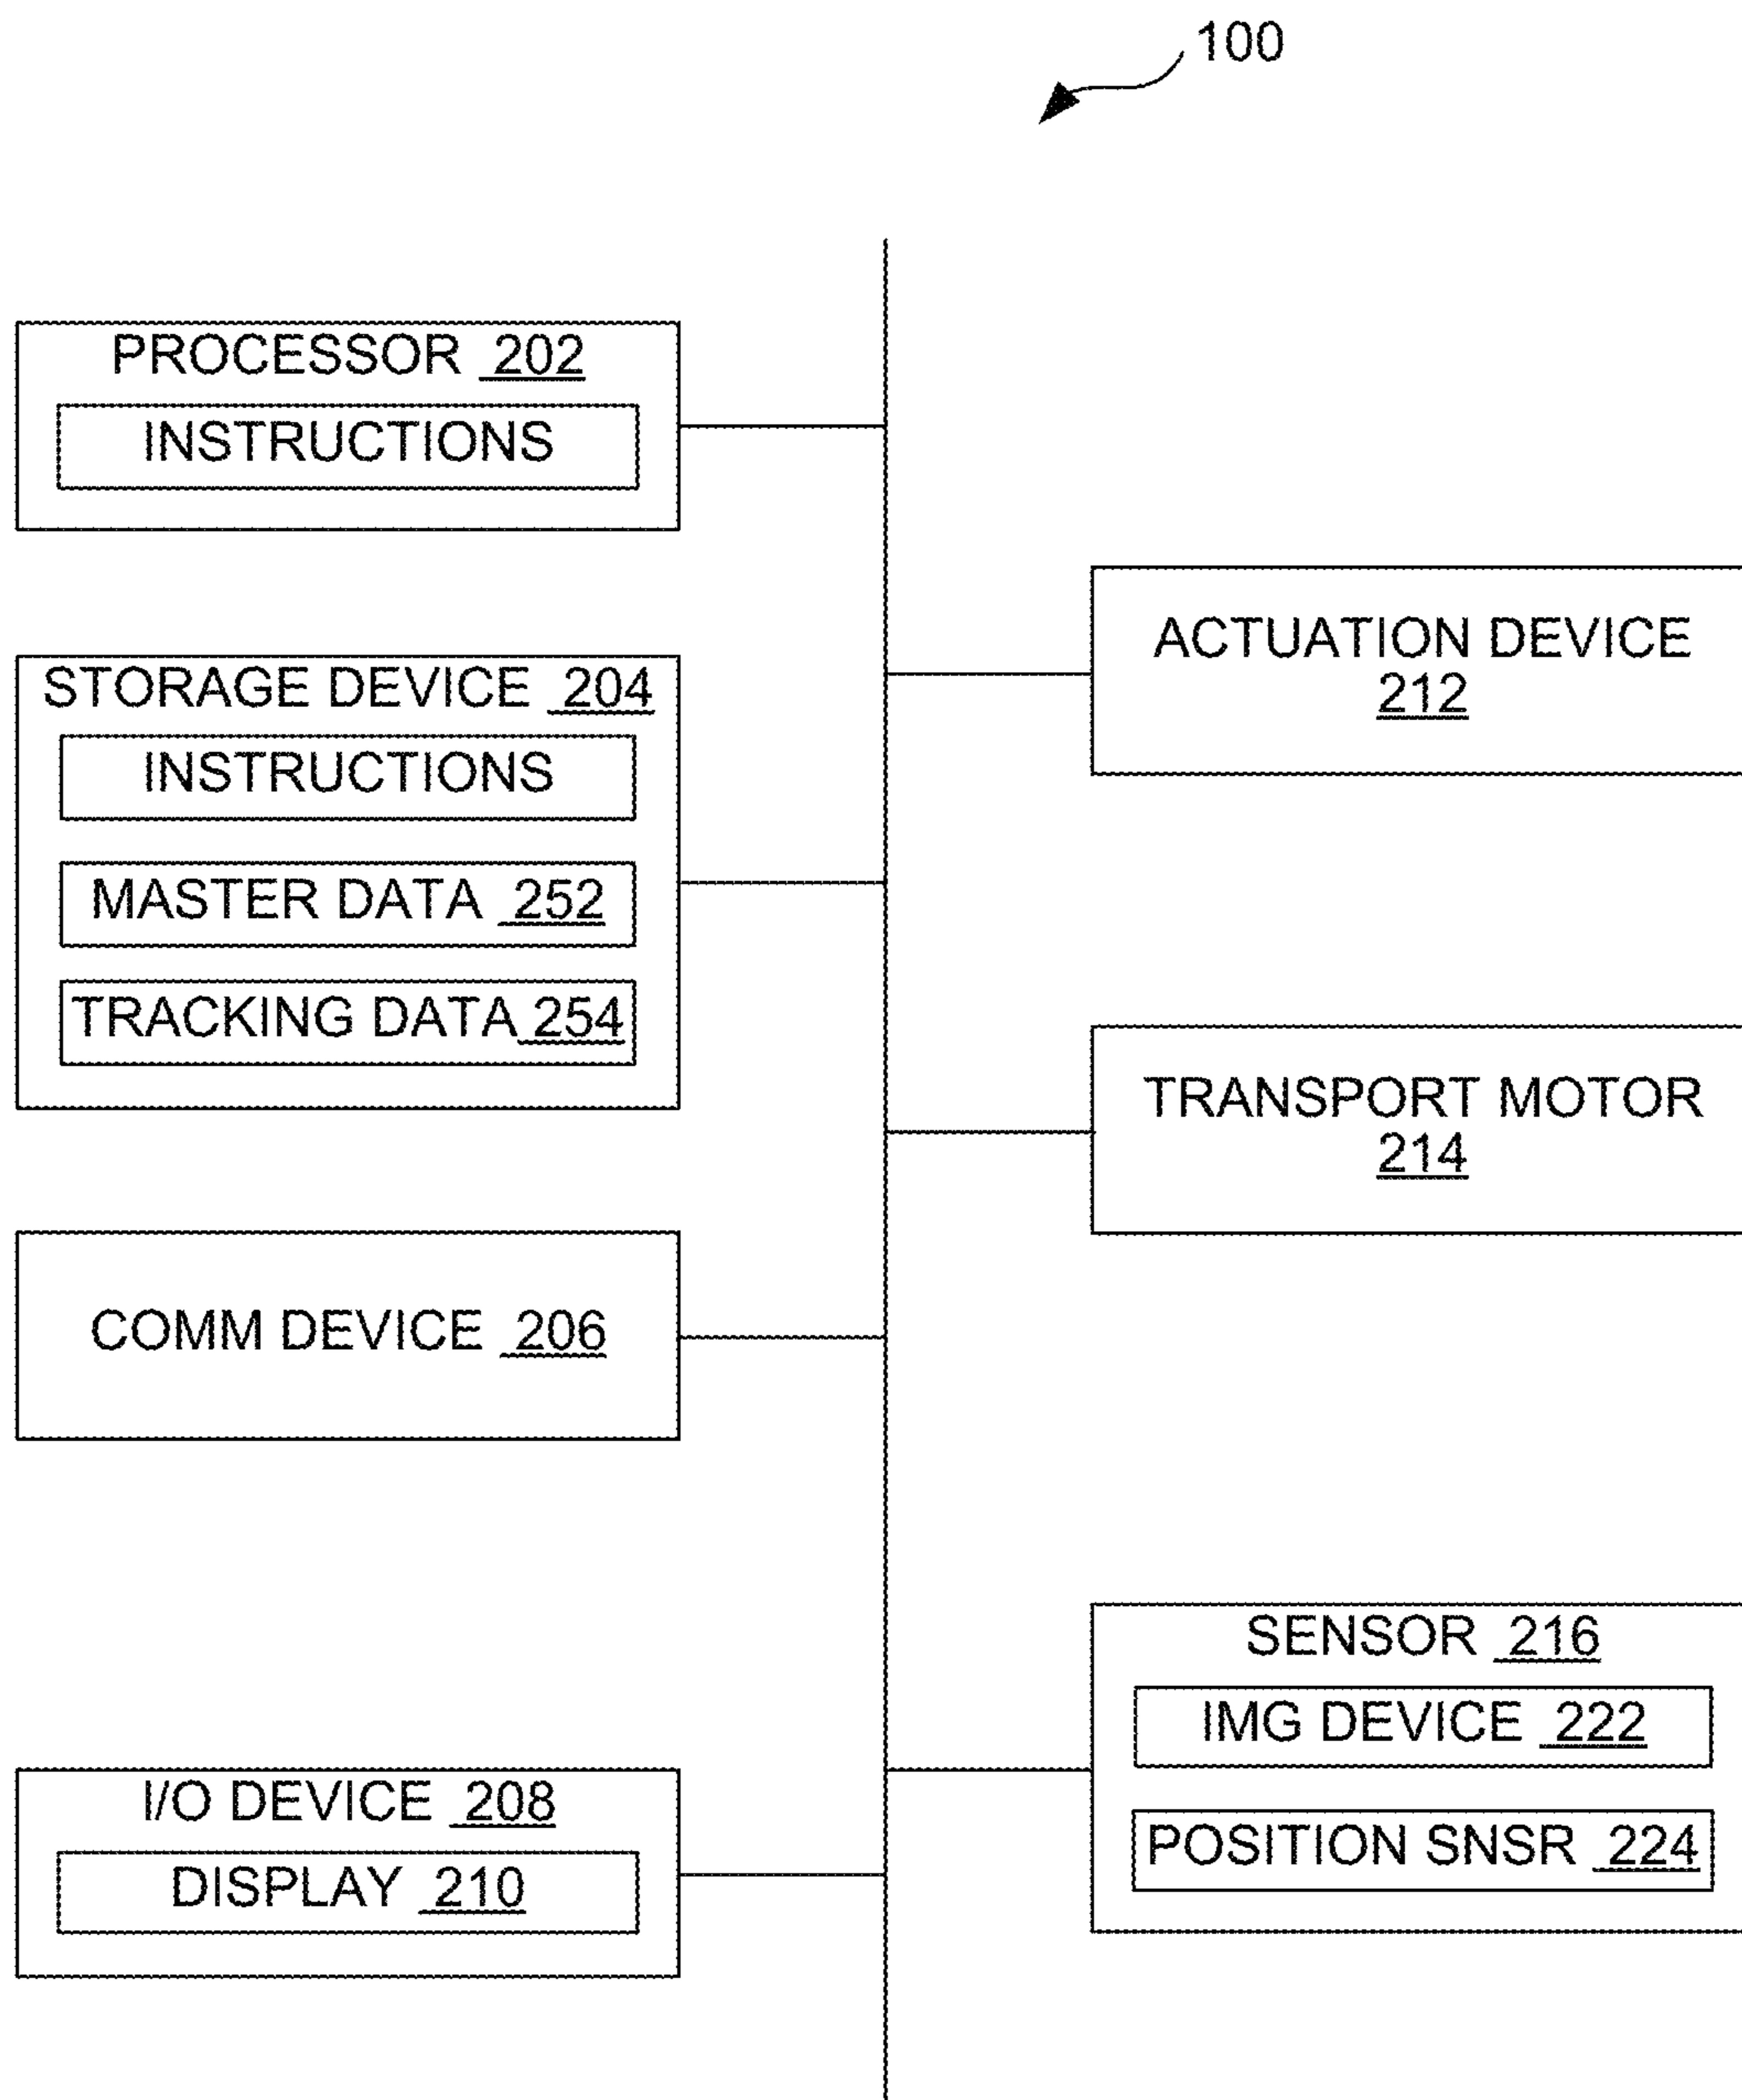 100
PROCESSOR 202
INSTRUCTIONS
STORAGE DEVICE 204
INSTRUCTIONS
MASTER DATA 252
TRACKING DATA 254
COMM DEVICE 206
I/O DEVICE 208
DISPLAY 210
ACTUATION DEVICE
212
TRANSPORT MOTOR
214
SENSOR 216
IMG DEVICE 222
POSITION SNSR 224